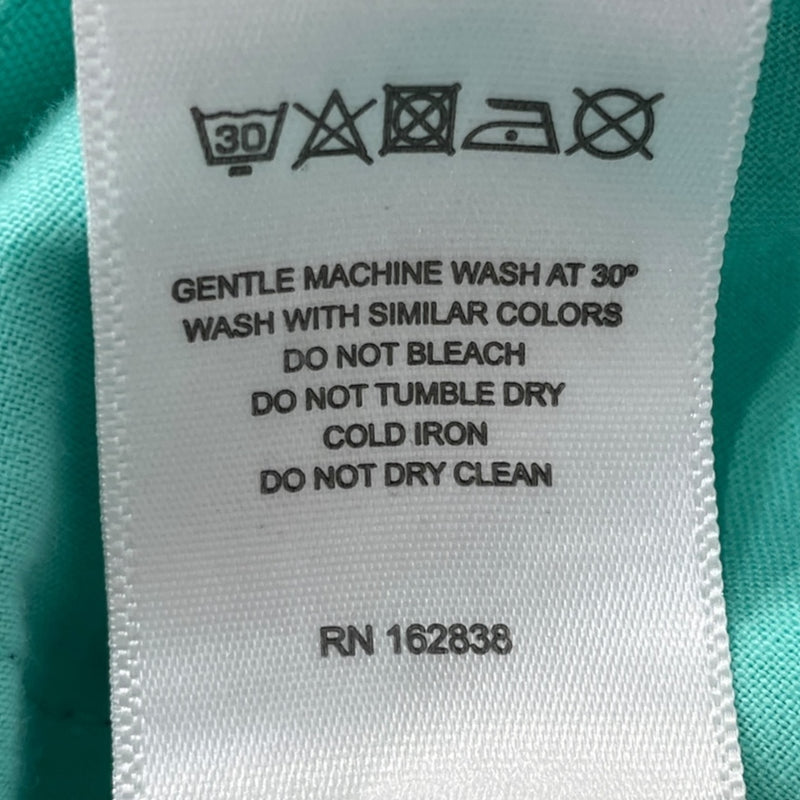 30
GENTLE MACHINE WASH AT 30º
WASH WITH SIMILAR COLORS
DO NOT BLEACH
DO NOT TUMBLE DRY
COLD IRON
DO NOT DRY CLEAN
RN 162838